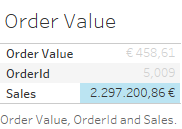 Order Value
Order Value € 458,61
OrderId 5,009
Sales 2.297.200,86 €
Order Value, OrderId and Sales.